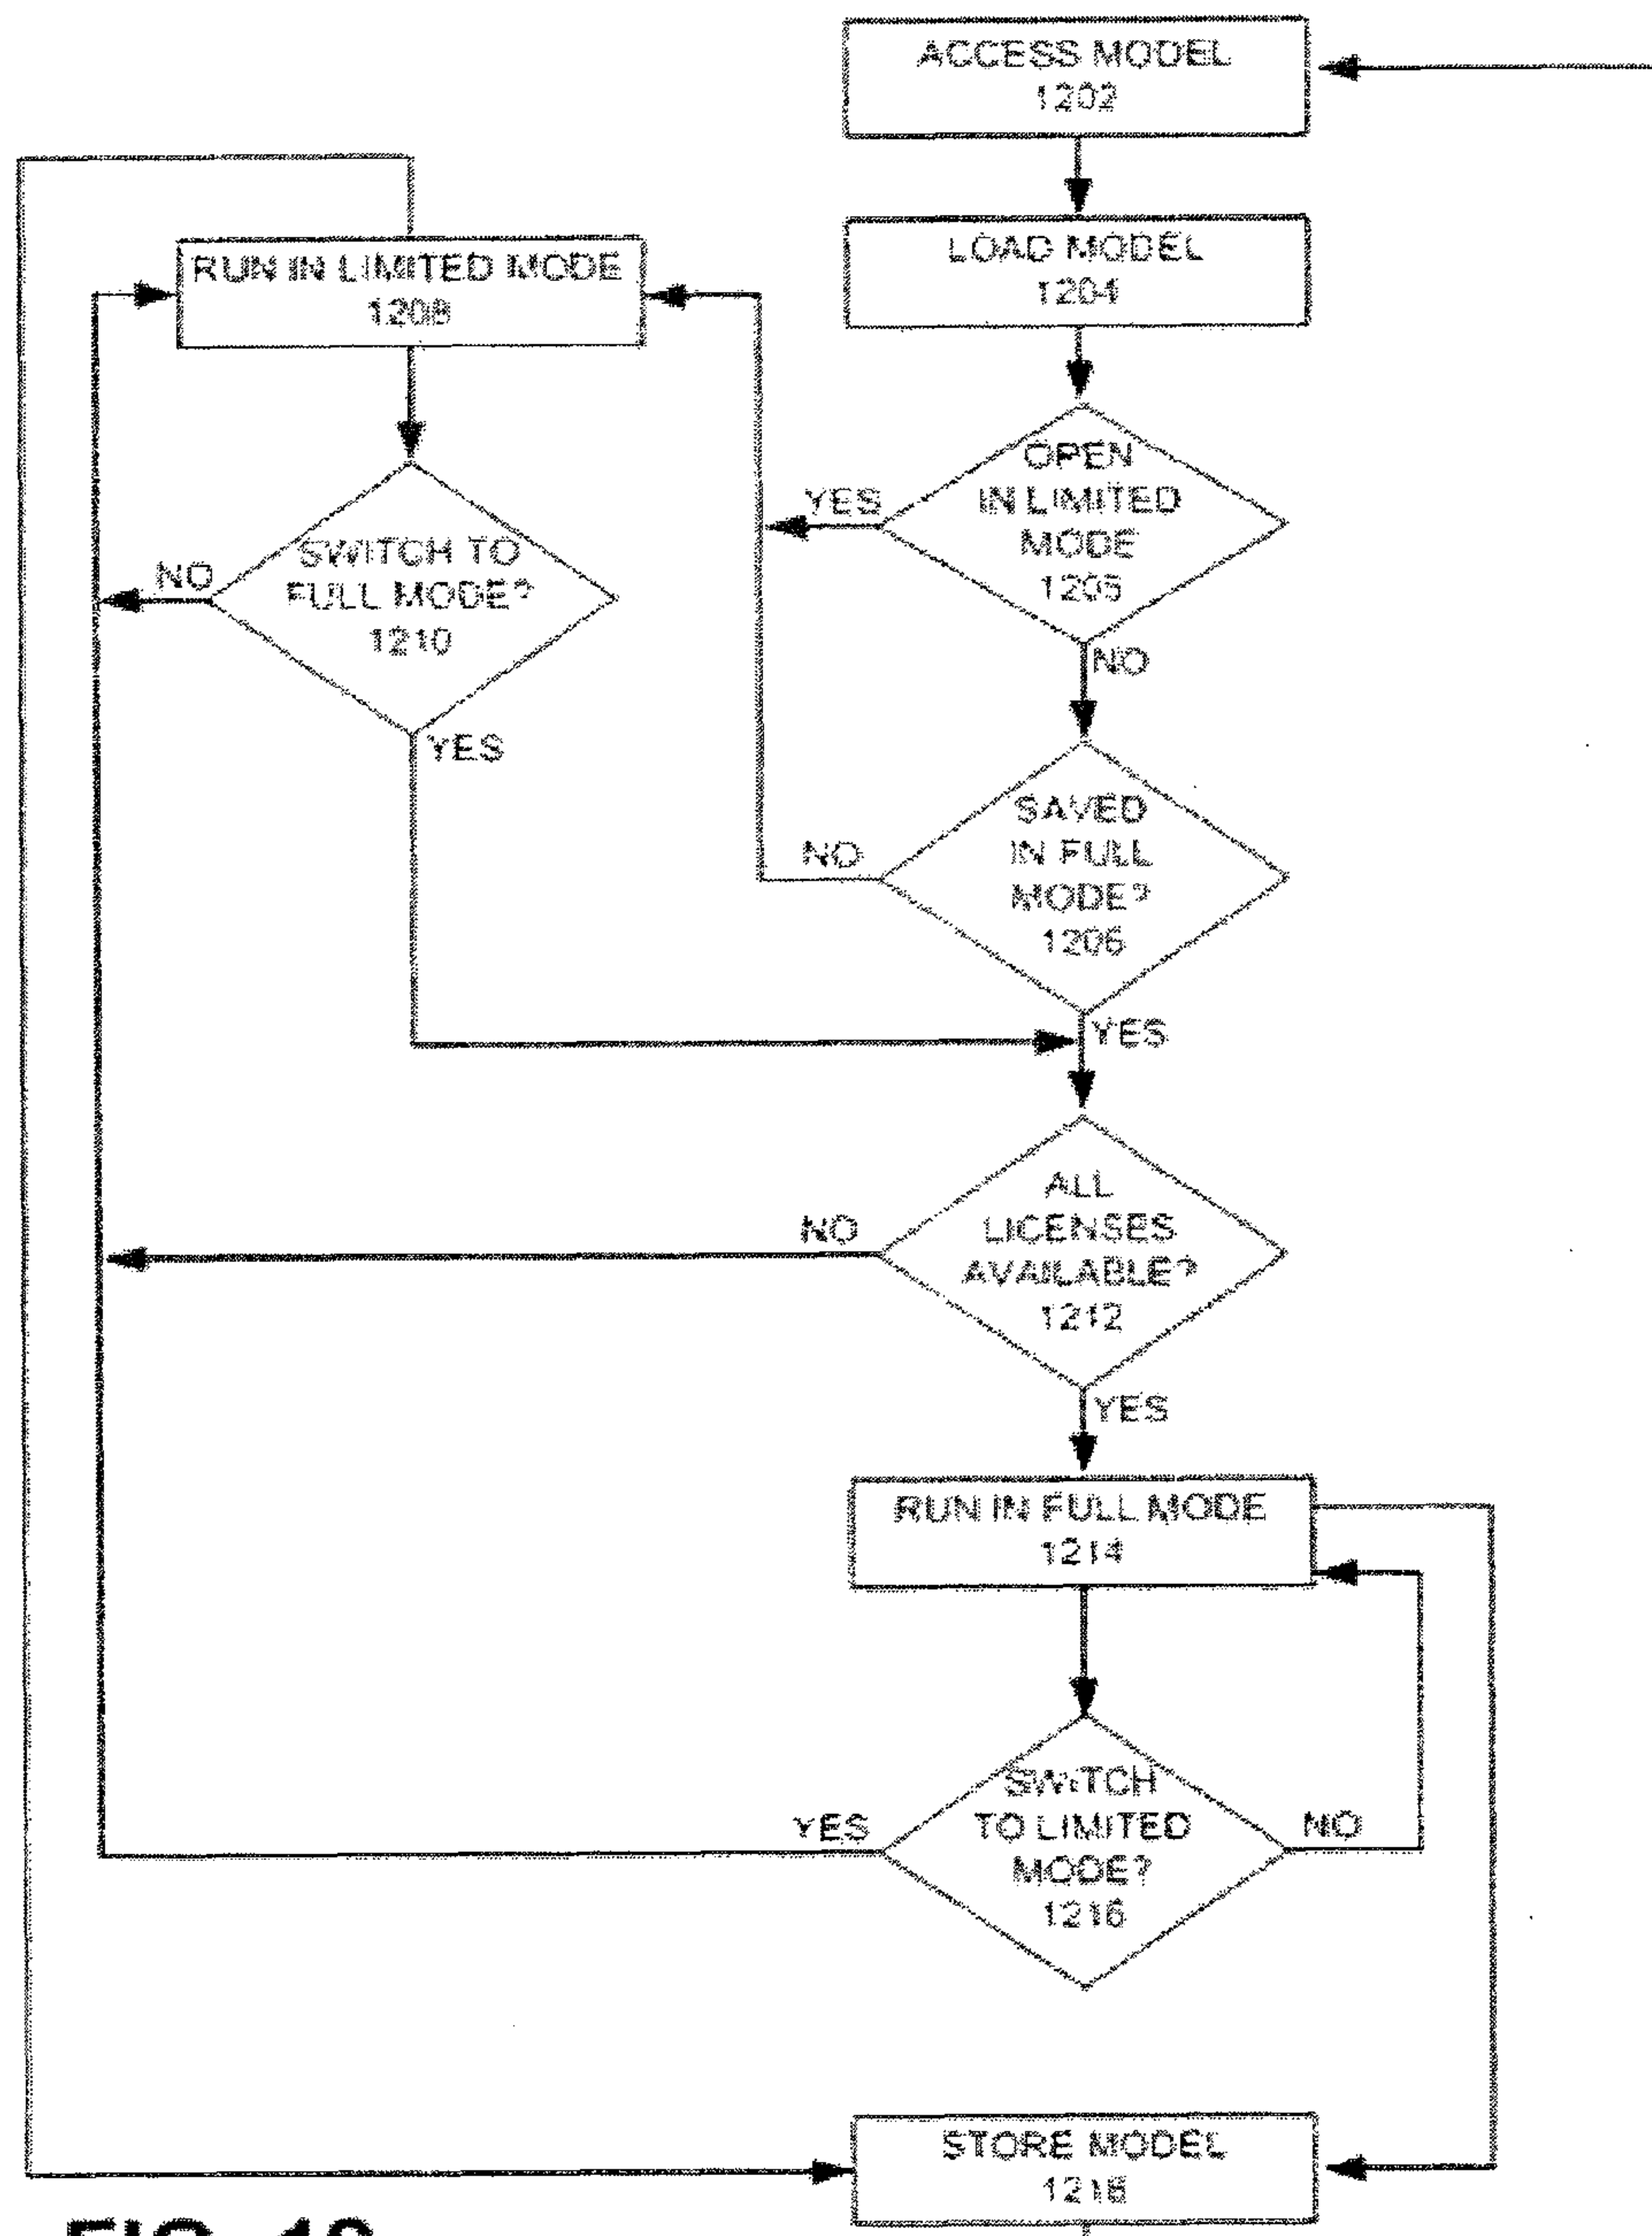 ACCESS MODEL
1202
LOAD MODEL
1204
RUN IN LIMITED MODE
1208
OPEN
IN LIMITED
MODE
1205
YES
NO
SWITCH TO
FULL MODE?
1210
NO
YES
SAVED
IN FULL
MODE?
1206
NO
YES
ALL
LICENSES
AVAILABLE?
1212
NO
YES
RUN IN FULL MODE
1214
SWITCH
TO LIMITED
MODE?
1216
YES
NO
STORE MODEL
1218
FIG.